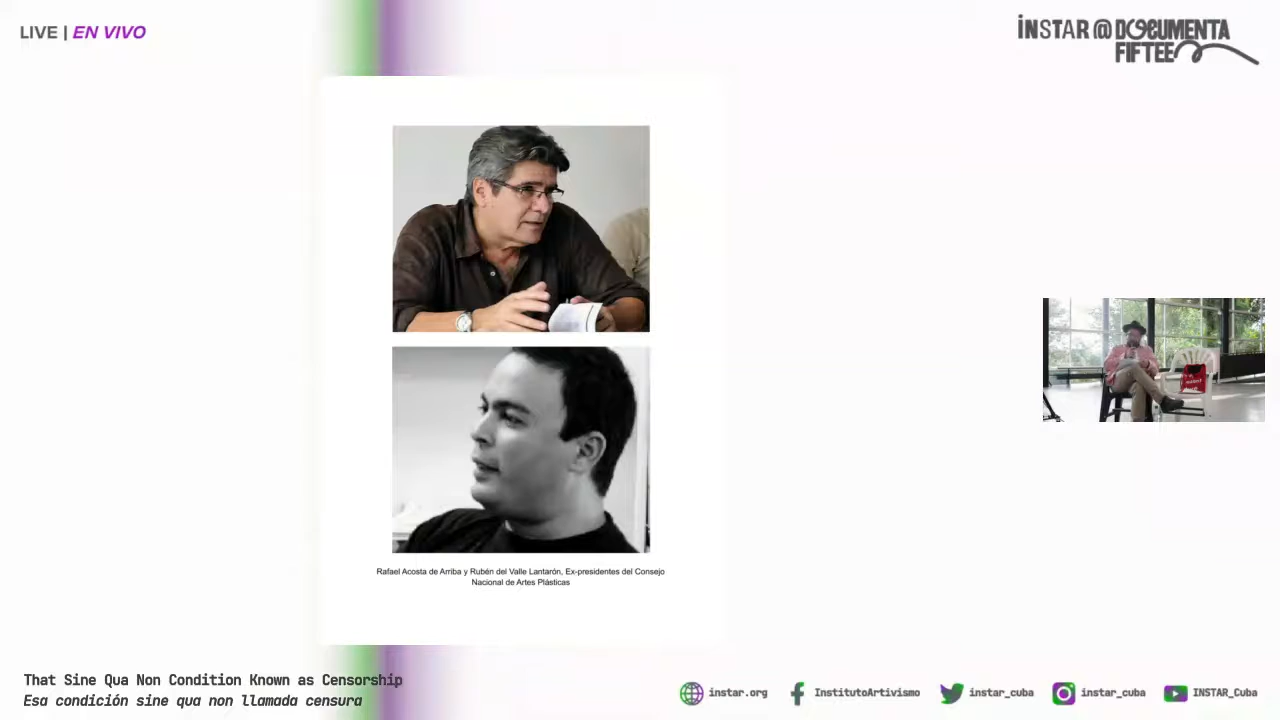 LIVE | EN VIVO
INSTAR @ DOCUMENTA
FIFTEEN
Rafael Acosta de Arriba y Rubén del Valle Lantarón, Ex-presidentes del Consejo
Nacional de Artes Plásticas
That Sine Qua Non Condition Known as Censorship
Esa condición sine qua non llamada censura
instar.org
InstitutoArtivismo
instar_cuba
instar_cuba
INSTAR_Cuba